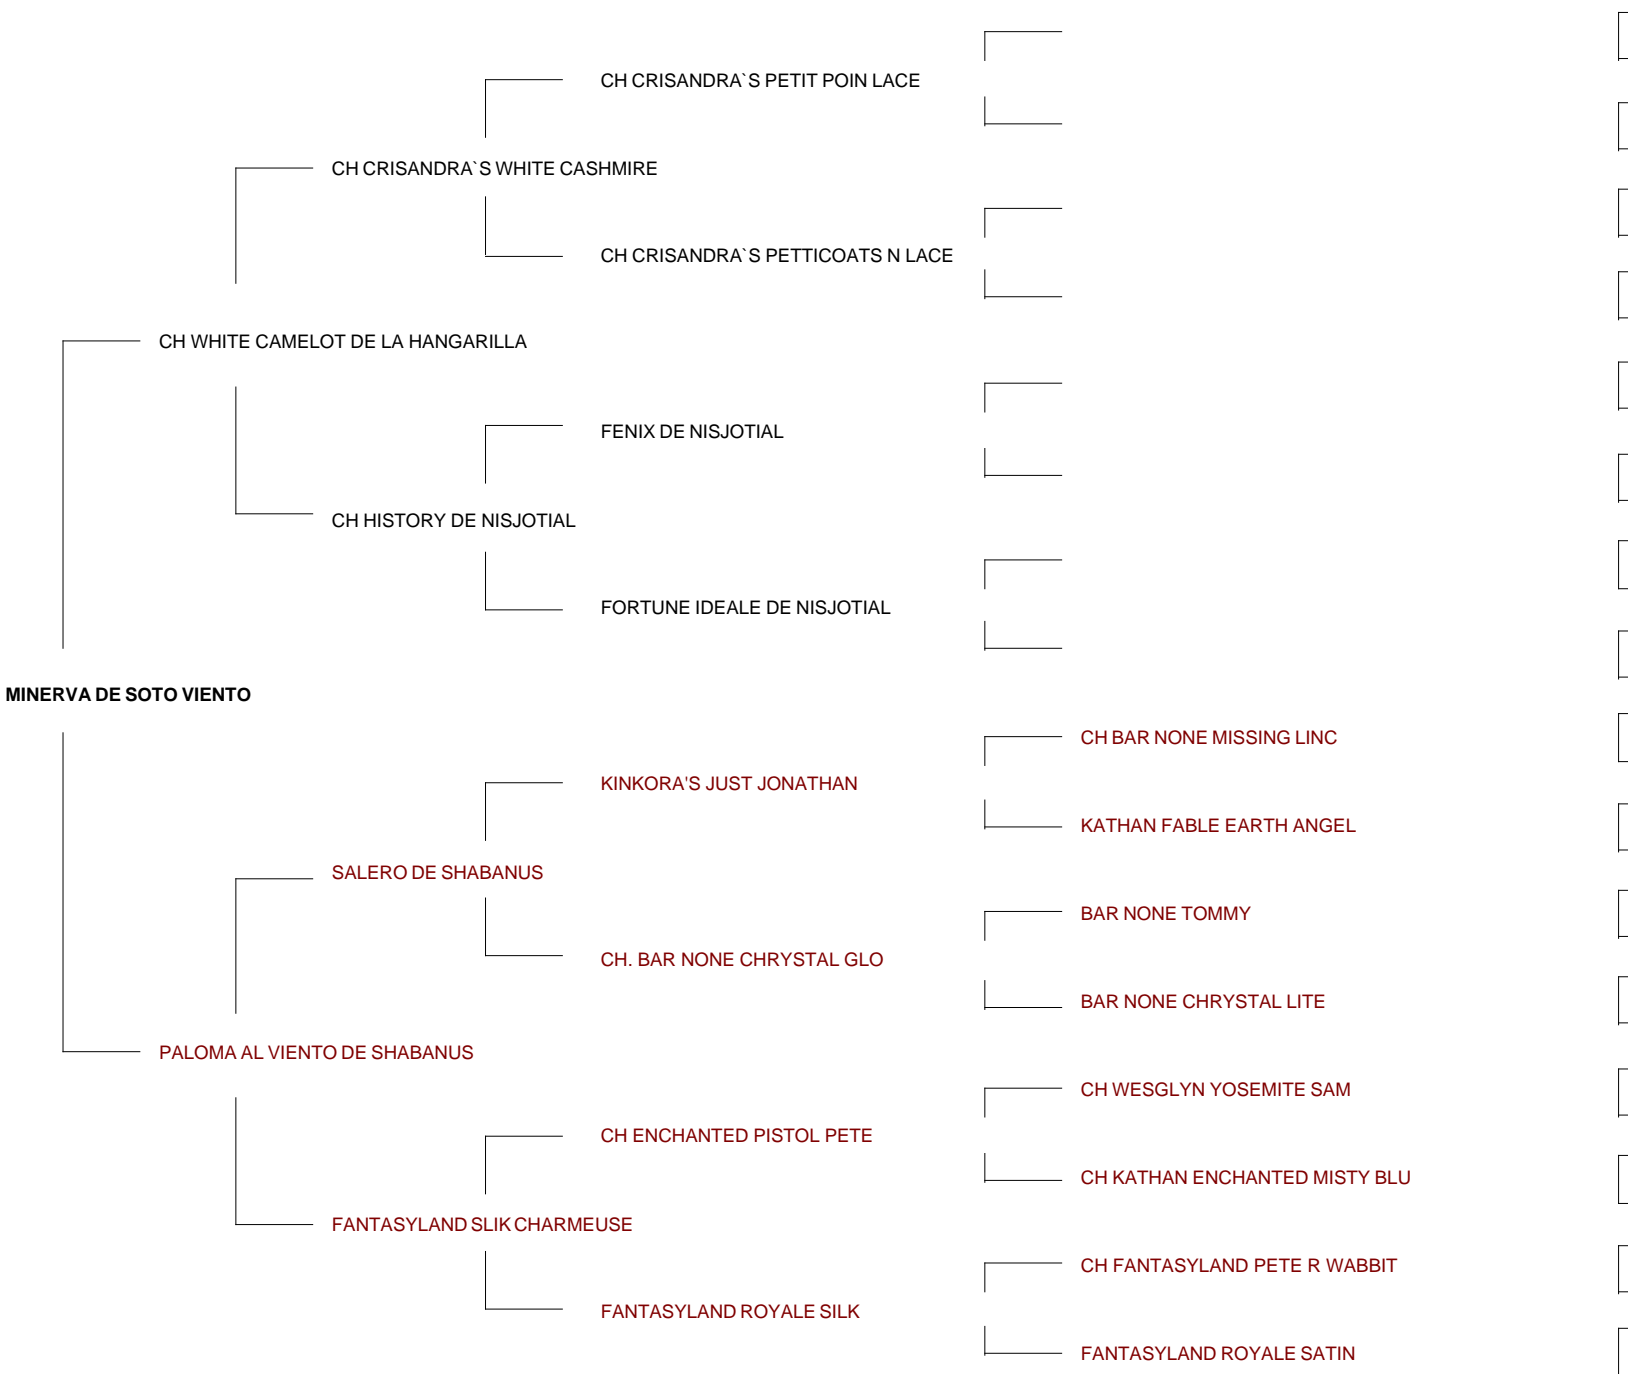 CH CRISANDRA`S PETIT POIN LACE
CH CRISANDRA`S WHITE CASHMIRE
CH CRISANDRA`S PETTICOATS N LACE
CH WHITE CAMELOT DE LA HANGARILLA
FENIX DE NISJOTIAL
CH HISTORY DE NISJOTIAL
FORTUNE IDEALE DE NISJOTIAL
MINERVA DE SOTO VIENTO
CH BAR NONE MISSING LINC
KINKORA'S JUST JONATHAN
KATHAN FABLE EARTH ANGEL
SALERO DE SHABANUS
BAR NONE TOMMY
CH. BAR NONE CHRYSTAL GLO
BAR NONE CHRYSTAL LITE
PALOMA AL VIENTO DE SHABANUS
CH WESGLYN YOSEMITE SAM
CH ENCHANTED PISTOL PETE
CH KATHAN ENCHANTED MISTY BLU
FANTASYLAND SLIK CHARMEUSE
CH FANTASYLAND PETE R WABBIT
FANTASYLAND ROYALE SILK
FANTASYLAND ROYALE SATIN